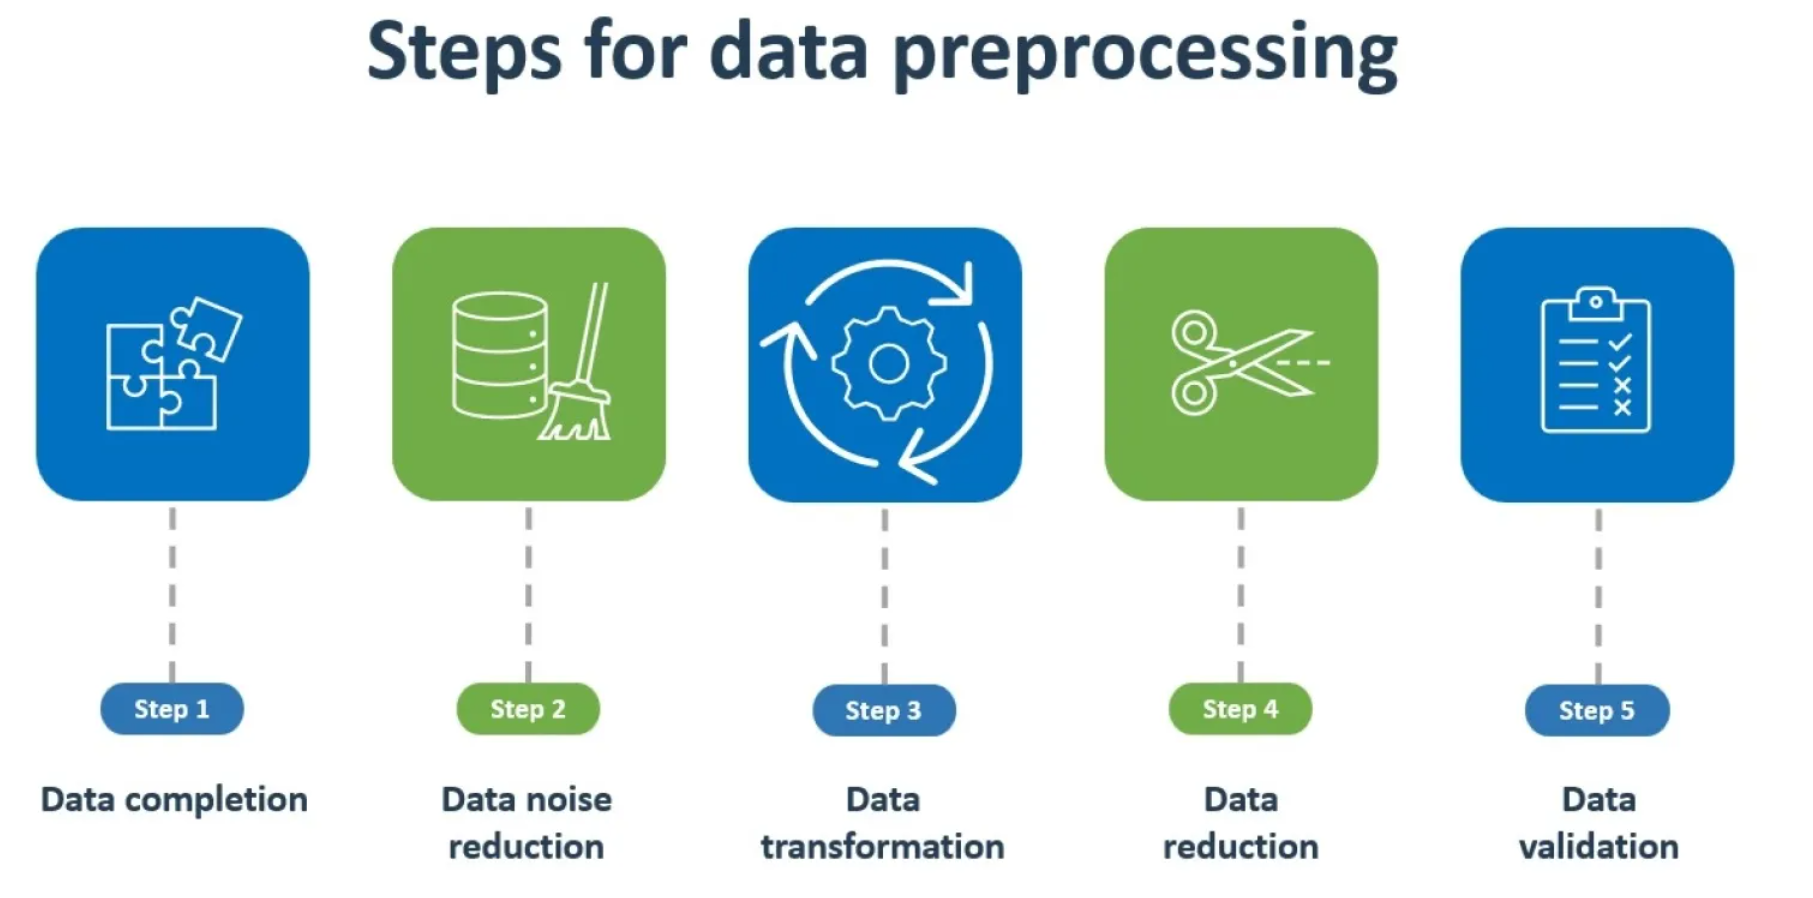 Steps for data preprocessing
Step 1
Step 2
Step 3
Step 4
Step 5
Data completion
Data noise
reduction
Data
transformation
Data
reduction
Data
validation